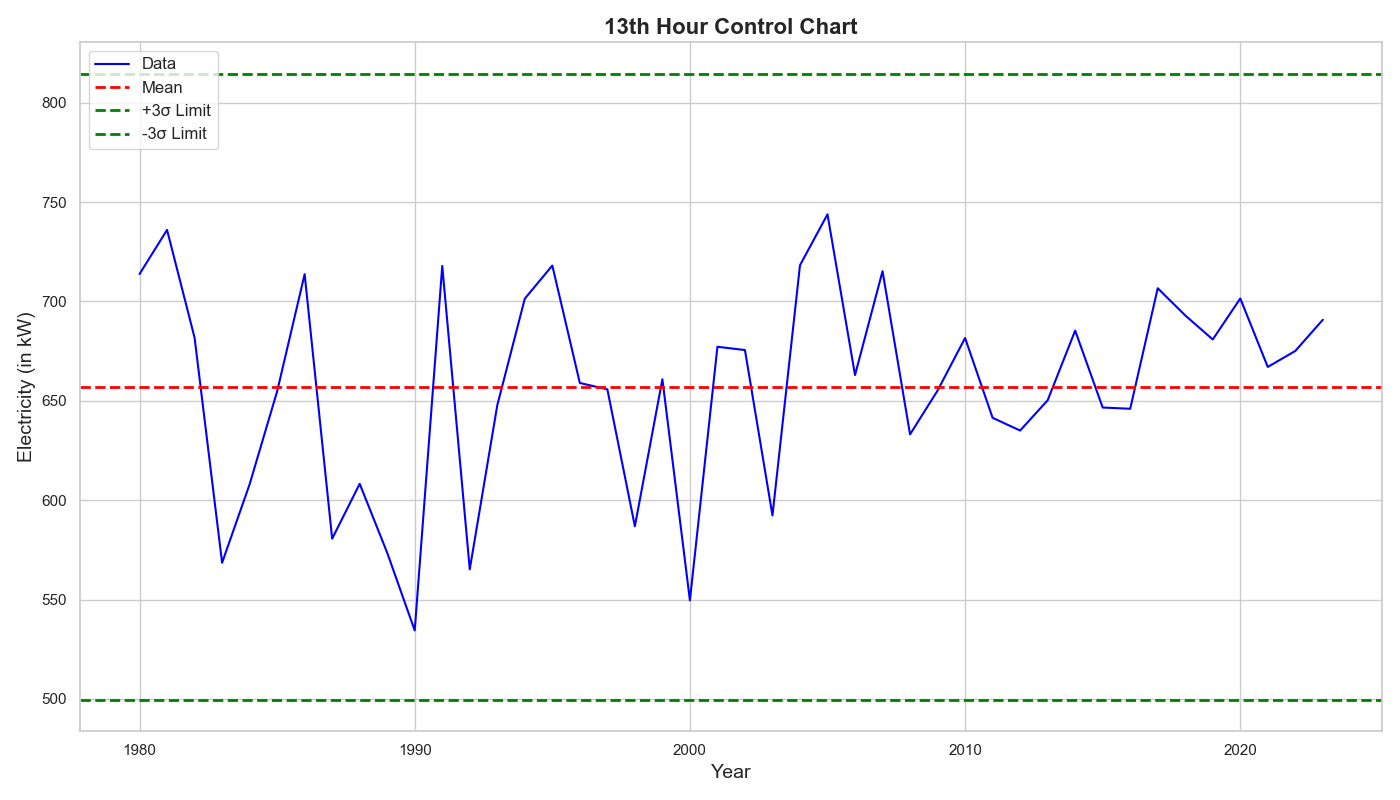 13th Hour Control Chart
Data
Mean
+3σ Limit
-3σ Limit
800
750
700
650
600
550
500
Electricity (in kW)
1980
1990
2000
2010
2020
Year